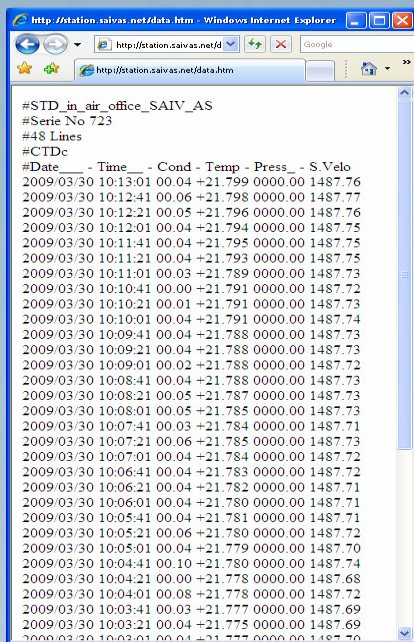 http://station.saivas.net/data.htm - Windows Internet Explorer
http://station.saivas.net/d
Google
http://station.saivas.net/data.htm
#STD_in_air_office_SAIV_AS
#Serie No 723
#48 Lines
#CTDc
#Date___ - Time__ - Cond - Temp - Press_ - S.Velo
2009/03/30 10:13:01 00.04 +21.799 0000.00 1487.76
2009/03/30 10:12:41 00.06 +21.798 0000.00 1487.77
2009/03/30 10:12:21 00.05 +21.796 0000.00 1487.76
2009/03/30 10:12:01 00.04 +21.794 0000.00 1487.75
2009/03/30 10:11:41 00.04 +21.795 0000.00 1487.75
2009/03/30 10:11:21 00.04 +21.793 0000.00 1487.75
2009/03/30 10:11:01 00.03 +21.789 0000.00 1487.73
2009/03/30 10:10:41 00.00 +21.791 0000.00 1487.72
2009/03/30 10:10:21 00.01 +21.791 0000.00 1487.73
2009/03/30 10:10:01 00.04 +21.791 0000.00 1487.74
2009/03/30 10:09:41 00.04 +21.788 0000.00 1487.73
2009/03/30 10:09:21 00.04 +21.788 0000.00 1487.73
2009/03/30 10:09:01 00.02 +21.788 0000.00 1487.72
2009/03/30 10:08:41 00.04 +21.788 0000.00 1487.73
2009/03/30 10:08:21 00.05 +21.787 0000.00 1487.73
2009/03/30 10:08:01 00.05 +21.785 0000.00 1487.73
2009/03/30 10:07:41 00.03 +21.784 0000.00 1487.71
2009/03/30 10:07:21 00.06 +21.785 0000.00 1487.73
2009/03/30 10:07:01 00.04 +21.784 0000.00 1487.72
2009/03/30 10:06:41 00.04 +21.783 0000.00 1487.72
2009/03/30 10:06:21 00.04 +21.782 0000.00 1487.71
2009/03/30 10:06:01 00.04 +21.780 0000.00 1487.71
2009/03/30 10:05:41 00.04 +21.781 0000.00 1487.71
2009/03/30 10:05:21 00.06 +21.780 0000.00 1487.72
2009/03/30 10:05:01 00.04 +21.779 0000.00 1487.70
2009/03/30 10:04:41 00.10 +21.780 0000.00 1487.74
2009/03/30 10:04:21 00.00 +21.778 0000.00 1487.68
2009/03/30 10:04:01 00.08 +21.778 0000.00 1487.72
2009/03/30 10:03:41 00.03 +21.777 0000.00 1487.69
2009/03/30 10:03:21 00.04 +21.775 0000.00 1487.69
2009/03/30 10:03:01 00.04 +21.777 0000.00 1487.70